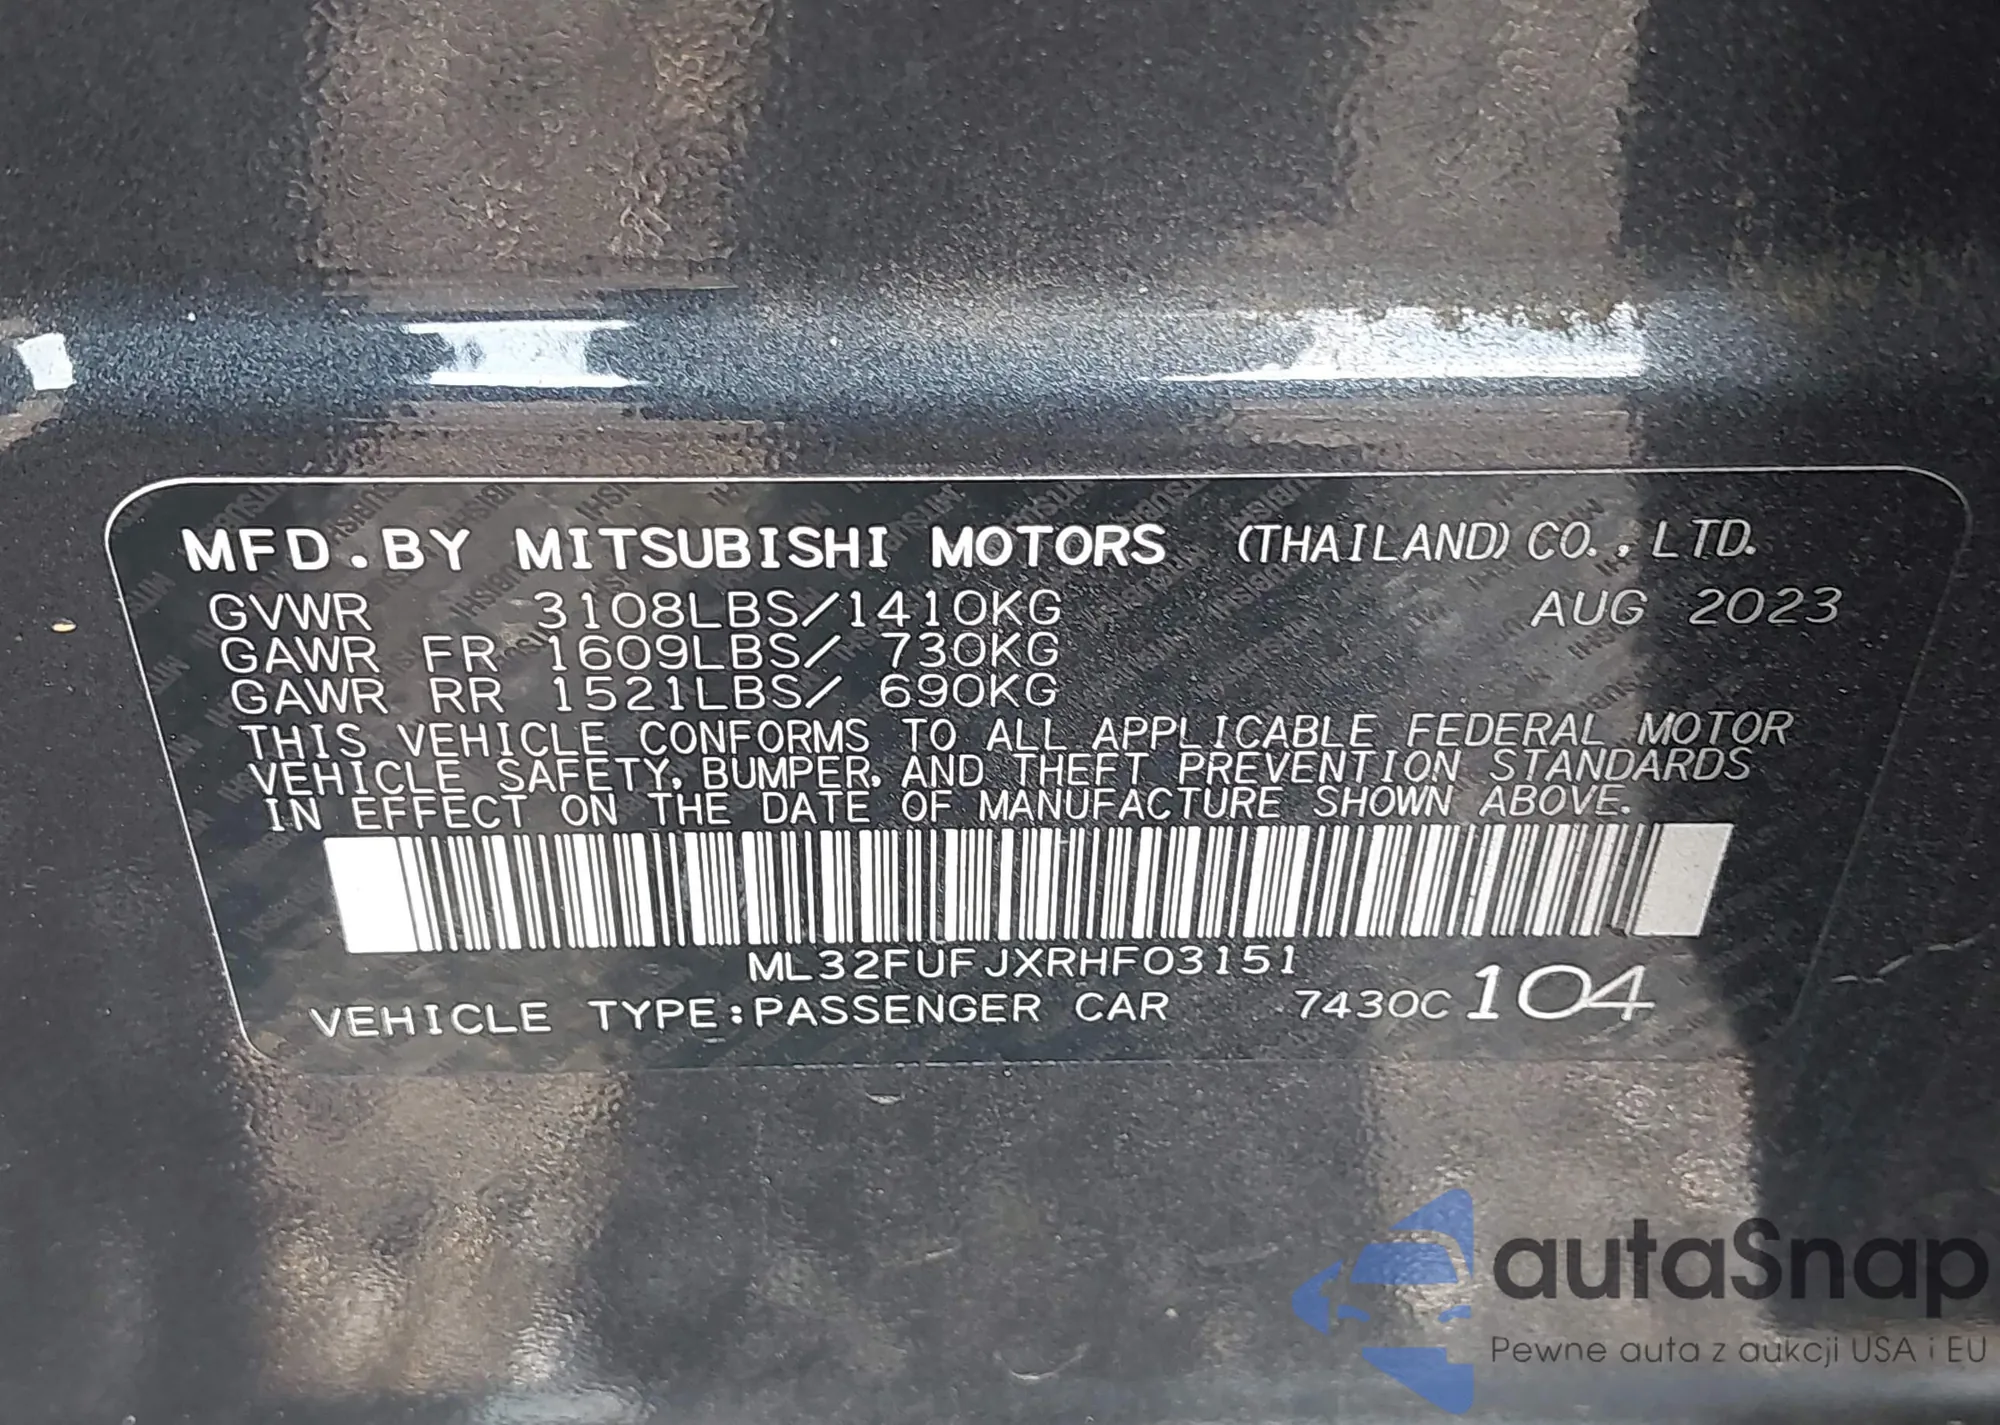 MFD.BY MITSUBISHI MOTORS (THAILAND) CO., LTD.
GVWR 3108LBS/1410KG AUG 2023
GAWR FR 1609LBS/ 730KG
GAWR RR 1521LBS/ 690KG
THIS VEHICLE CONFORMS TO ALL APPLICABLE FEDERAL MOTOR
VEHICLE SAFETY, BUMPER, AND THEFT PREVENTION STANDARDS
IN EFFECT ON THE DATE OF MANUFACTURE SHOWN ABOVE.
ML32FUFJXRHF03151
VEHICLE TYPE:PASSENGER CAR 7430C 104
autaSnap
Pewne auta z aukcji USA i EU